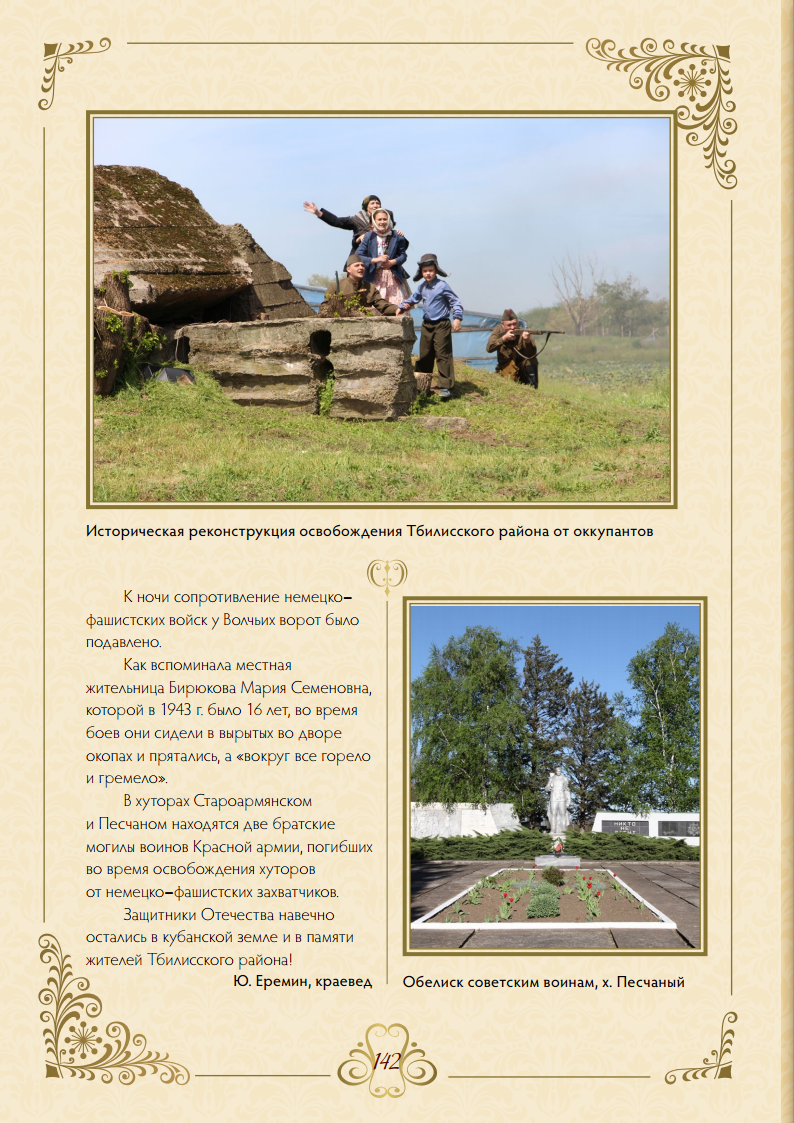 Историческая реконструкция освобождения Тбилисского района от оккупантов
К ночи сопротивление немецко–
фашистских войск у Волчьих ворот было
подавлено.
Как вспоминала местная
жительница Бирюкова Мария Семеновна,
которой в 1943 г. было 16 лет, во время
боев они сидели в вырытых во дворе
окопах и прятались, а «вокруг все горело
и гремело».
В хуторах Староармянском
и Песчаном находятся две братские
могилы воинов Красной армии, погибших
во время освобождения хуторов
от немецко–фашистских захватчиков.
Защитники Отечества навечно
остались в кубанской земле и в памяти
жителей Тбилисского района!
Ю. Еремин, краевед
НИКТО
НЕ
Обелиск советским воинам, х. Песчаный
142